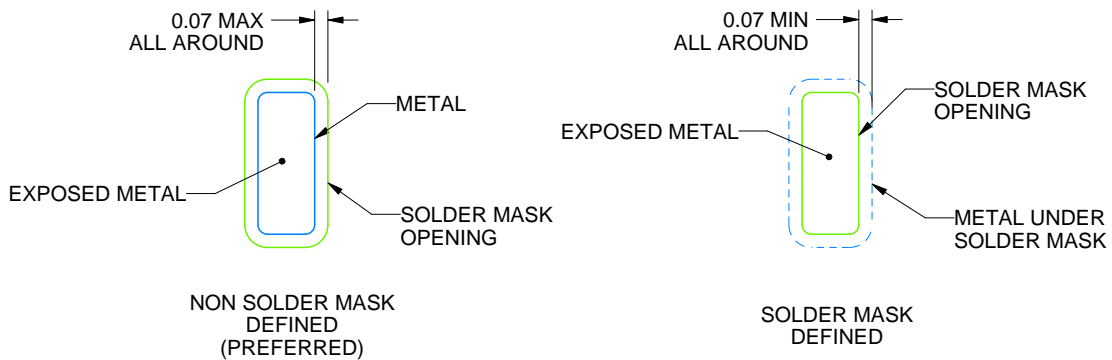 0.07 MAX
ALL AROUND
METAL
EXPOSED METAL
SOLDER MASK
OPENING
NON SOLDER MASK
DEFINED
(PREFERRED)
0.07 MIN
ALL AROUND
SOLDER MASK
OPENING
EXPOSED METAL
METAL UNDER
SOLDER MASK
SOLDER MASK
DEFINED